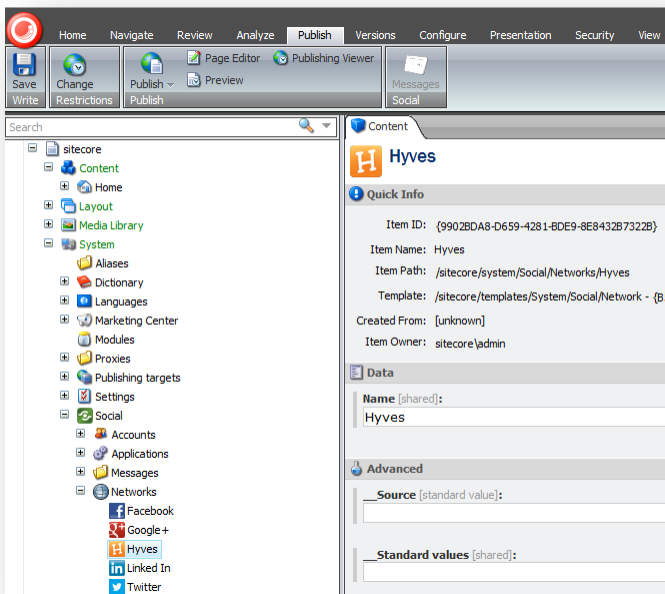 Home Navigate Review Analyze Publish Versions Configure Presentation Security View
Save Change Publish Page Editor Publishing Viewer Messages
Preview
Write Restrictions Publish Social
Search
sitecore
Content
Home
Layout
Media Library
System
Aliases
Dictionary
Languages
Marketing Center
Modules
Proxies
Publishing targets
Settings
Social
Accounts
Applications
Messages
Networks
Facebook
Google+
Hyves
Linked In
Twitter
Content
Hyves
Quick Info
Item ID: {9902BDA8-D659-4281-BDE9-8E8432B7322B}
Item Name: Hyves
Item Path: /sitecore/system/Social/Networks/Hyves
Template: /sitecore/templates/System/Social/Network - {B
Created From: [unknown]
Item Owner: sitecore\admin
Data
Name [shared]:
Hyves
Advanced
__Source [standard value]:
__Standard values [shared]: